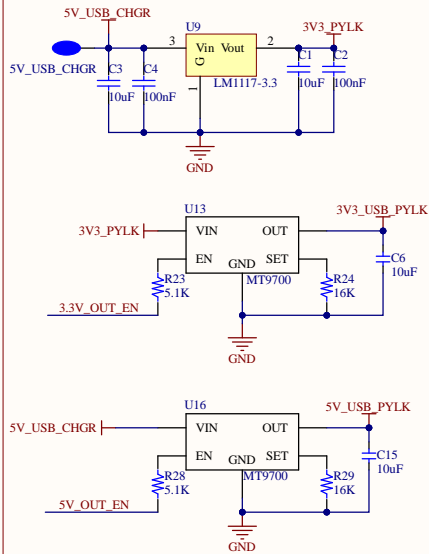 5V_USB_CHGR
5V_USB_CHGR
U9
3 Vin Vout 2
G
1
LM1117-3.3
3V3_PYLK
C3
10uF
C4
100nF
C1
10uF
C2
100nF
GND
U13
3V3_PYLK
VIN OUT
EN SET
GND
MT9700
3V3_USB_PYLK
C6
10uF
R23
5.1K
R24
16K
3.3V_OUT_EN
GND
U16
5V_USB_CHGR
VIN OUT
EN SET
GND
MT9700
5V_USB_PYLK
C15
10uF
R28
5.1K
R29
16K
5V_OUT_EN
GND